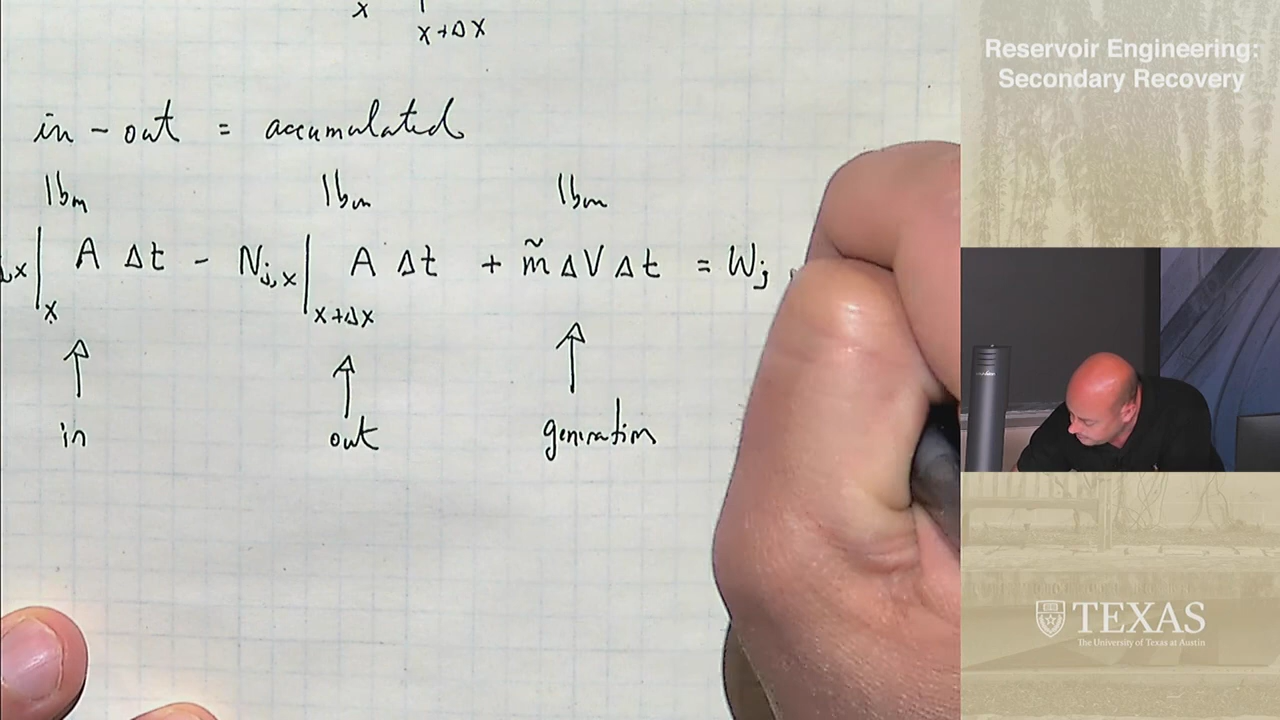 x
x+Δx
in - out = accumulated
lbm lbm lbm
j,x|x A Δt - Nj,x|x+Δx A Δt + m̃ ΔV Δt = Wj
in out generation
Reservoir Engineering:
Secondary Recovery
TEXAS
The University of Texas at Austin